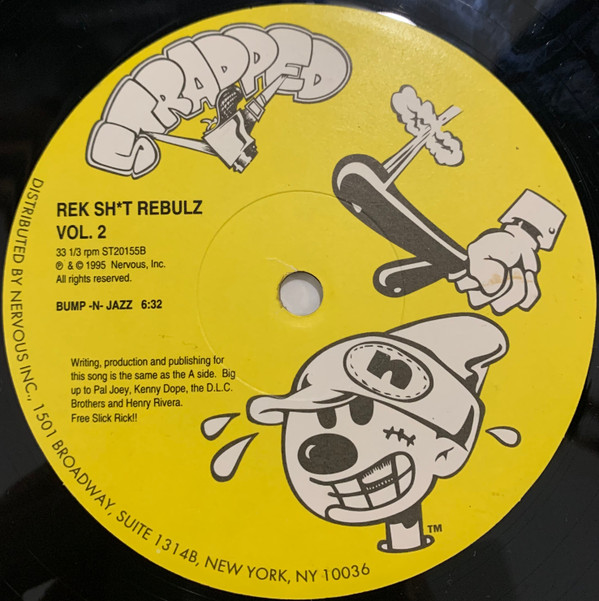 STRAPPED
REK SH*T REBULZ
VOL. 2
33 1/3 rpm ST20155B
℗ & © 1995 Nervous, Inc.
All rights reserved.
BUMP -N- JAZZ 6:32
Writing, production and publishing for
this song is the same as the A side. Big
up to Pal Joey, Kenny Dope, the D.L.C.
Brothers and Henry Rivera.
Free Slick Rick!!
n
TM
DISTRIBUTED BY NERVOUS INC., 1501 BROADWAY, SUITE 1314B, NEW YORK, NY 10036